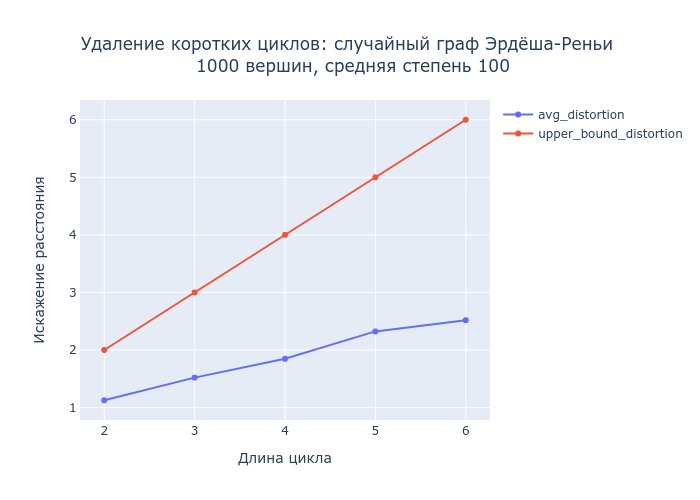 Удаление коротких циклов: случайный граф Эрдёша-Реньи
1000 вершин, средняя степень 100
avg_distortion
upper_bound_distortion
Искажение расстояния
6
5
4
3
2
1
2
3
4
5
6
Длина цикла